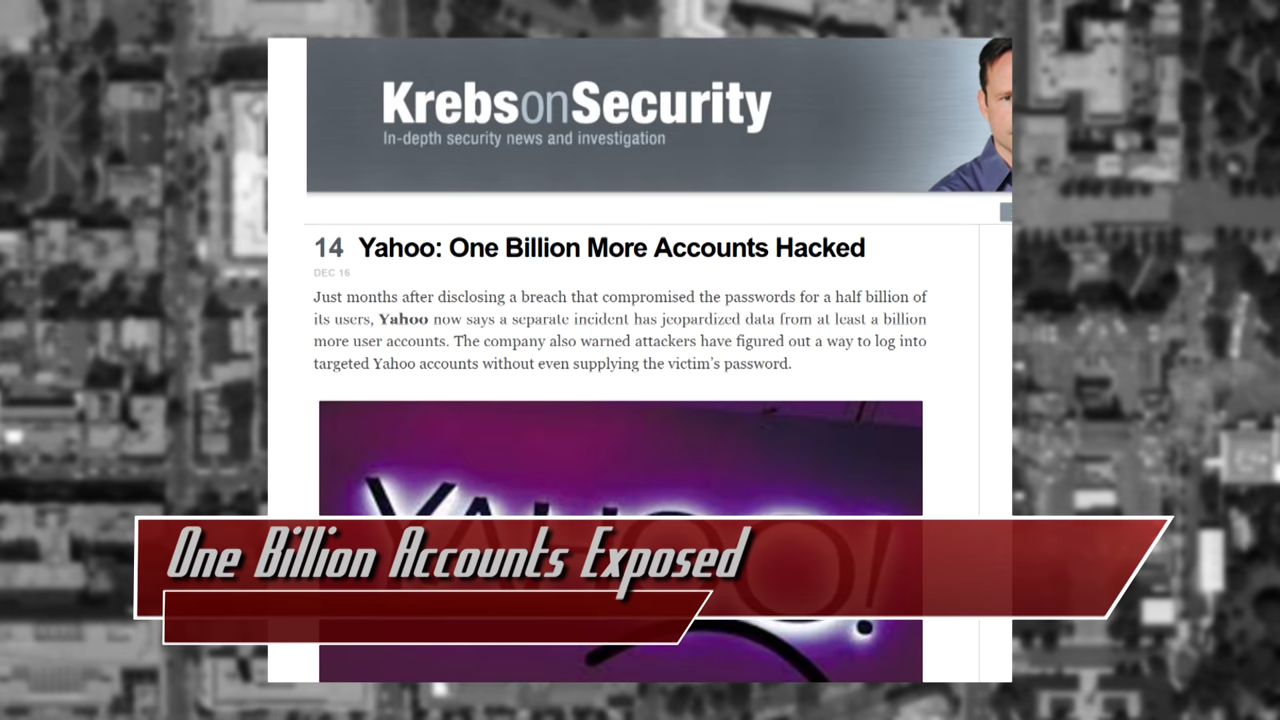 KrebsonSecurity
In-depth security news and investigation
14 Yahoo: One Billion More Accounts Hacked
DEC 16
Just months after disclosing a breach that compromised the passwords for a half billion of
its users, Yahoo now says a separate incident has jeopardized data from at least a billion
more user accounts. The company also warned attackers have figured out a way to log into
targeted Yahoo accounts without even supplying the victim's password.
YAHOO!
One Billion Accounts Exposed